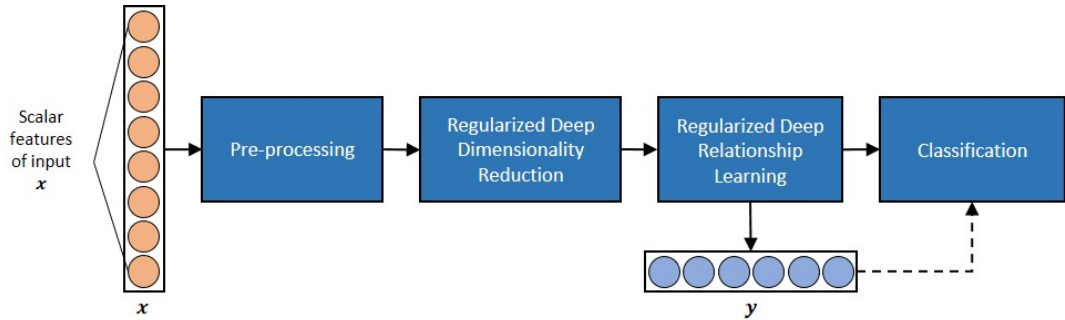 Scalar
features
of input
x
x
Pre-processing
Regularized Deep
Dimensionality
Reduction
Regularized Deep
Relationship
Learning
Classification
y